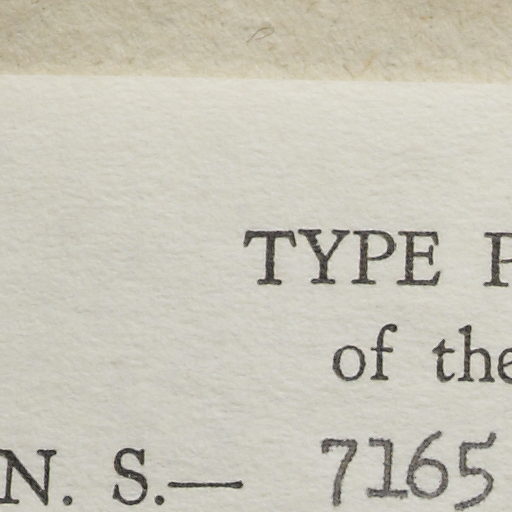 TYPE P
of the
N. S.— 7165